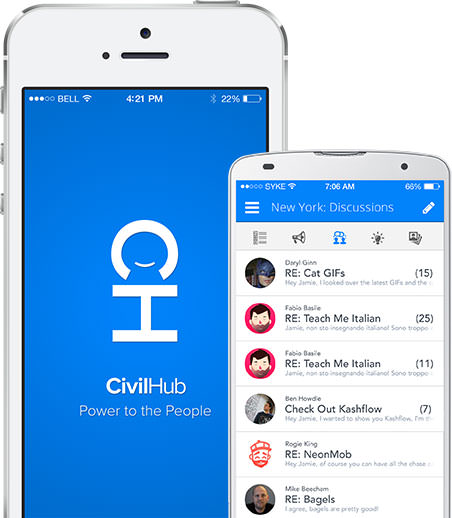 BELL 4:21 PM 22%
CH
CivilHub
Power to the People
SYKE 7:06 AM 66%
New York: Discussions
Daryl Ginn
RE: Cat GIFs (15)
Hey Jamie, I looked over the latest GIFs and the
Fabio Basile
RE: Teach Me Italian (25)
Jamie, non sto insegnando italiano! Sono troppo
Fabio Basile
RE: Teach Me Italian (11)
Jamie, non sto insegnando italiano! Sono troppo
Ben Howdle
Check Out Kashflow (7)
Hey Jamie, I wanted to show you Kashflow, I'm
Rogie King
RE: NeonMob
Hey Jamie, of course you can have all the chase
Mike Beecham
RE: Bagels
I agree, bagels are pretty good!